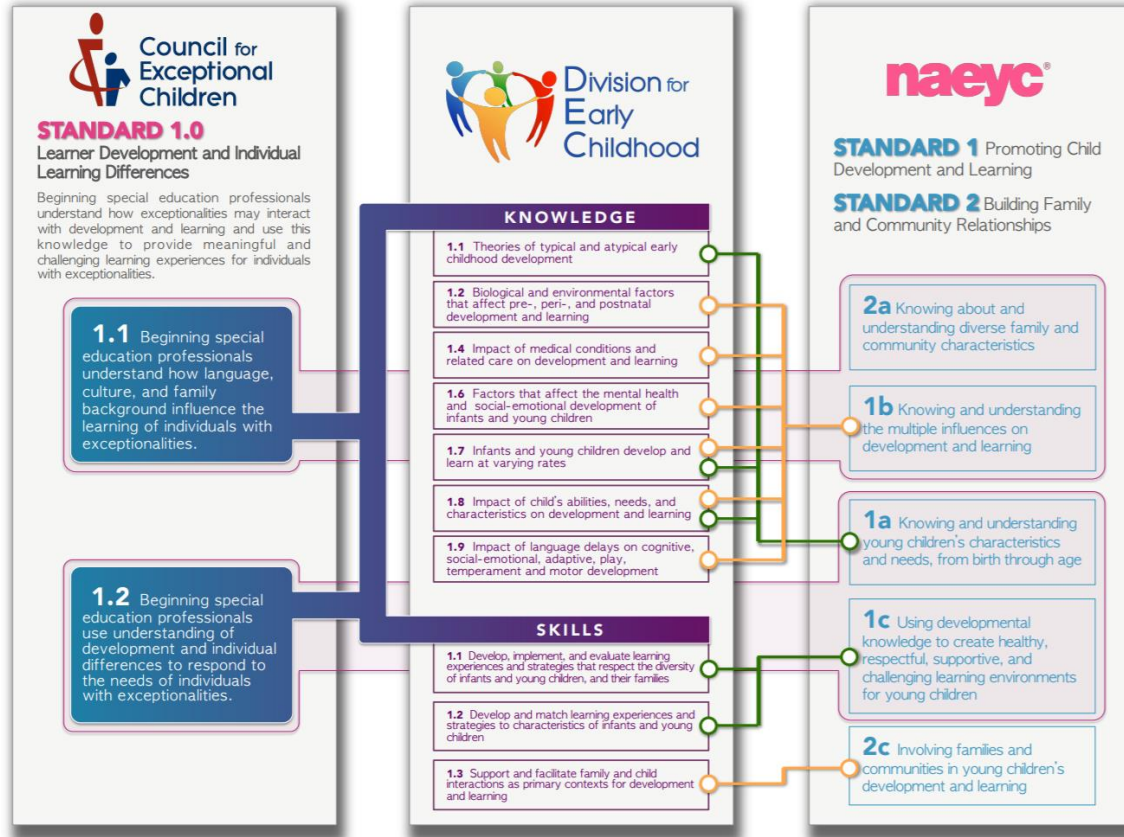 Council for
Exceptional
Children
STANDARD 1.0
Learner Development and Individual
Learning Differences
Beginning special education professionals
understand how exceptionalities may interact
with development and learning and use this
knowledge to provide meaningful and
challenging learning experiences for individuals
with exceptionalities.
1.1 Beginning special
education professionals
understand how language,
culture, and family
background influence the
learning of individuals with
exceptionalities.
1.2 Beginning special
education professionals
use understanding of
development and individual
differences to respond to
the needs of individuals
with exceptionalities.
Division for
Early
Childhood
KNOWLEDGE
1.1 Theories of typical and atypical early
childhood development
1.2 Biological and environmental factors
that affect pre-, peri-, and postnatal
development and learning
1.4 Impact of medical conditions and
related care on development and learning
1.6 Factors that affect the mental health
and social-emotional development of
infants and young children
1.7 Infants and young children develop and
learn at varying rates
1.8 Impact of child's abilities, needs, and
characteristics on development and learning
1.9 Impact of language delays on cognitive,
social-emotional, adaptive, play,
temperament and motor development
SKILLS
1.1 Develop, implement, and evaluate learning
experiences and strategies that respect the diversity
of infants and young children, and their families
1.2 Develop and match learning experiences and
strategies to characteristics of infants and young
children
1.3 Support and facilitate family and child
interactions as primary contexts for development
and learning
naeyc®
STANDARD 1 Promoting Child
Development and Learning
STANDARD 2 Building Family
and Community Relationships
2a Knowing about and
understanding diverse family and
community characteristics
1b Knowing and understanding
the multiple influences on
development and learning
1a Knowing and understanding
young children's characteristics
and needs, from birth through age
1c Using developmental
knowledge to create healthy,
respectful, supportive, and
challenging learning environments
for young children
2c Involving families and
communities in young children's
development and learning